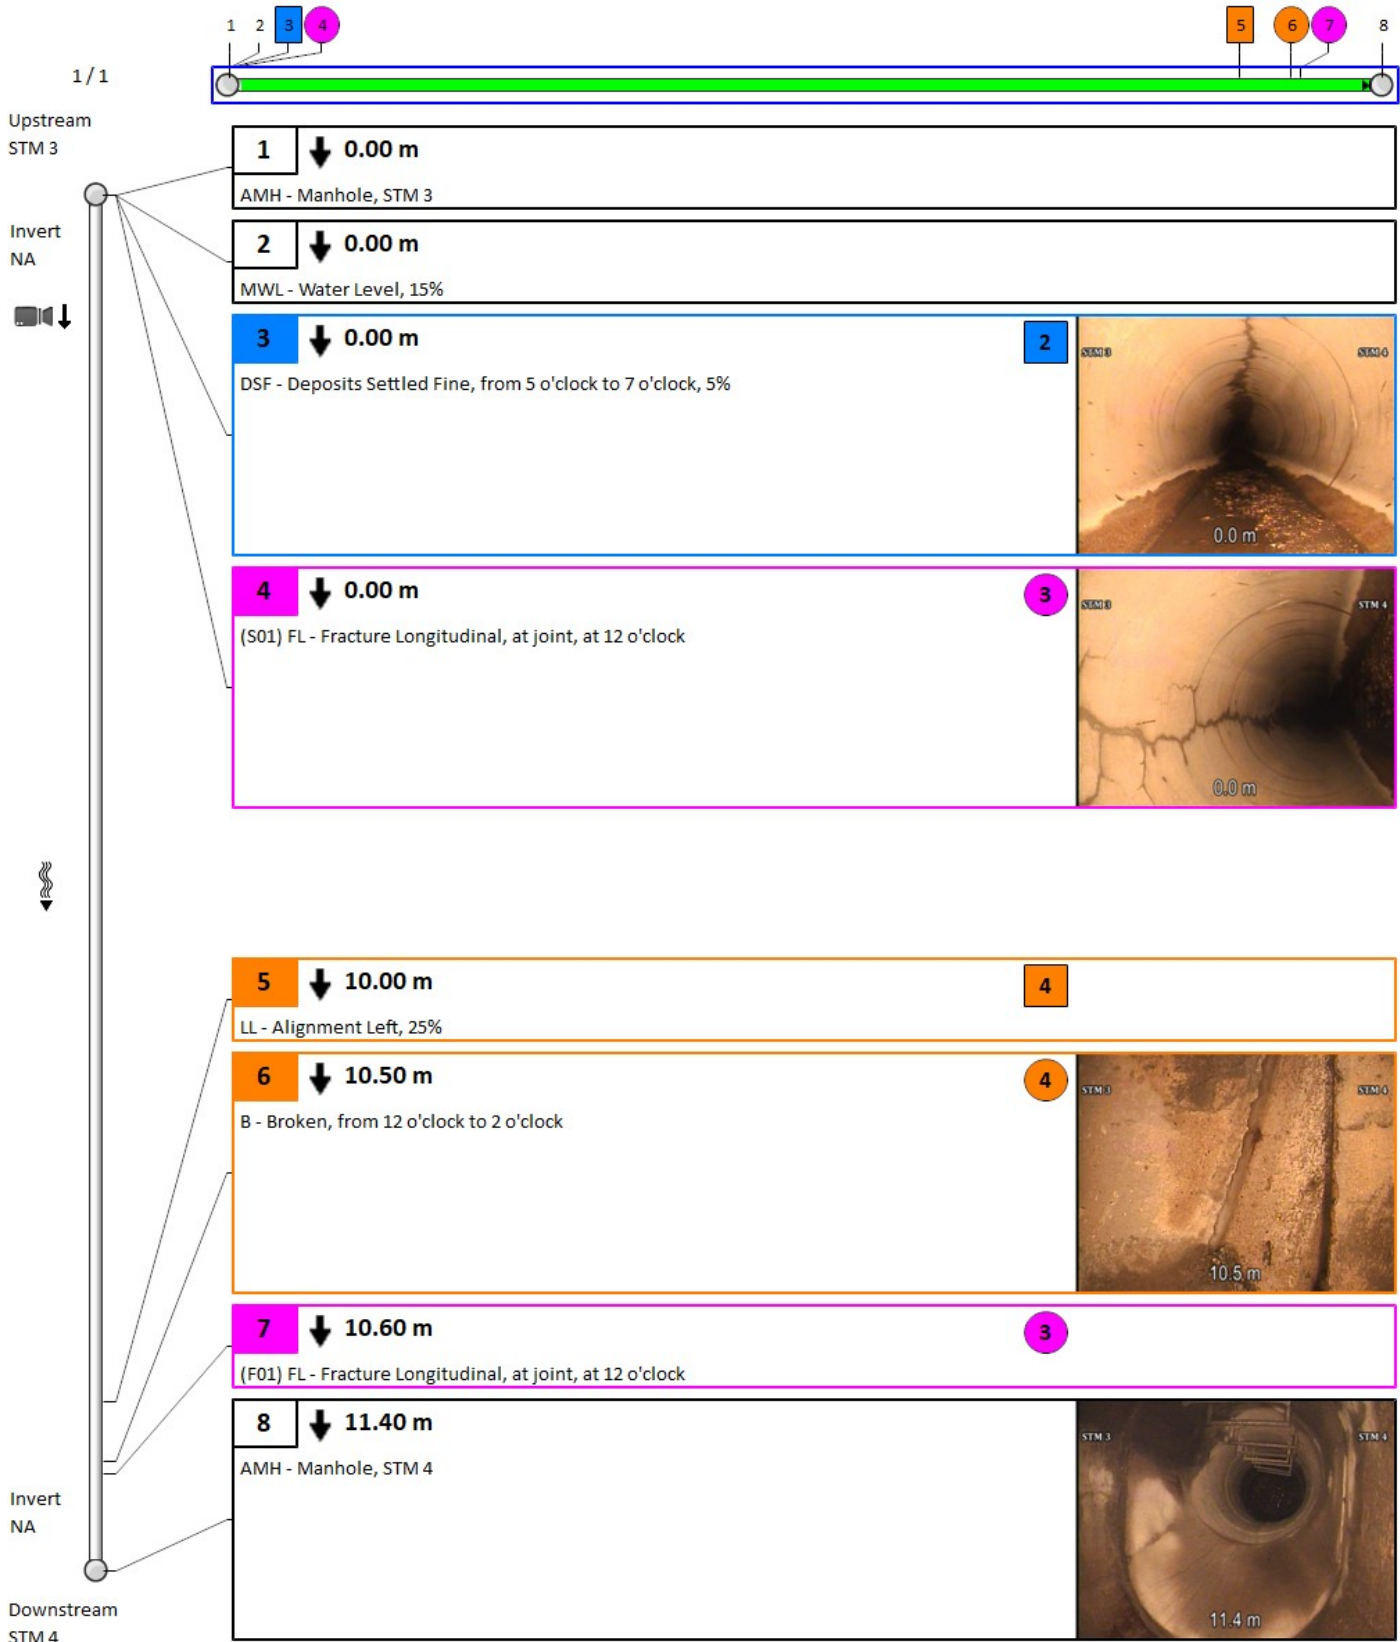 1 2 3 4 5 6 7 8
1 / 1
Upstream
STM 3
1 0.00 m
AMH - Manhole, STM 3
Invert
NA
2 0.00 m
MWL - Water Level, 15%
3 0.00 m 2
DSF - Deposits Settled Fine, from 5 o'clock to 7 o'clock, 5%
STM 3 STM 4
0.0 m
4 0.00 m 3
(S01) FL - Fracture Longitudinal, at joint, at 12 o'clock
STM 3 STM 4
0.0 m
5 10.00 m 4
LL - Alignment Left, 25%
6 10.50 m 4
B - Broken, from 12 o'clock to 2 o'clock
STM 3 STM 4
10.5 m
7 10.60 m 3
(F01) FL - Fracture Longitudinal, at joint, at 12 o'clock
8 11.40 m
AMH - Manhole, STM 4
STM 3 STM 4
11.4 m
Invert
NA
Downstream
STM 4